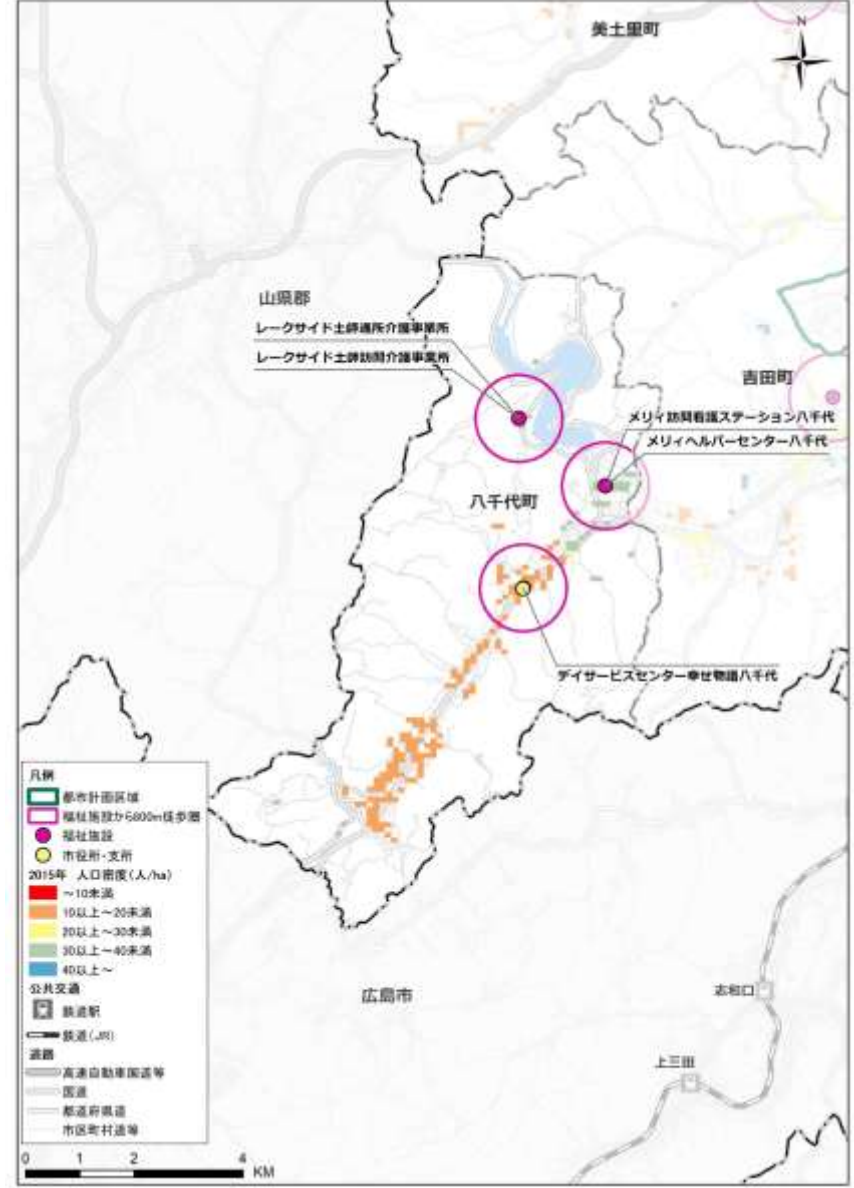 美土里町
N
山県郡
レークサイド土師通所介護事業所
レークサイド土師訪問介護事業所
吉田町
メリィ訪問看護ステーション八千代
メリィヘルパーセンター八千代
八千代町
デイサービスセンター幸せ物語八千代
凡例
都市計画区域
福祉施設から800m徒歩圏
福祉施設
市役所・支所
2015年 人口密度(人/ha)
～10未満
10以上～20未満
20以上～30未満
30以上～40未満
40以上～
公共交通
鉄道駅
鉄道(JR)
道路
高速自動車国道等
国道
都道府県道
市区町村道等
広島市
志和口
上三田
0 1 2 4
KM